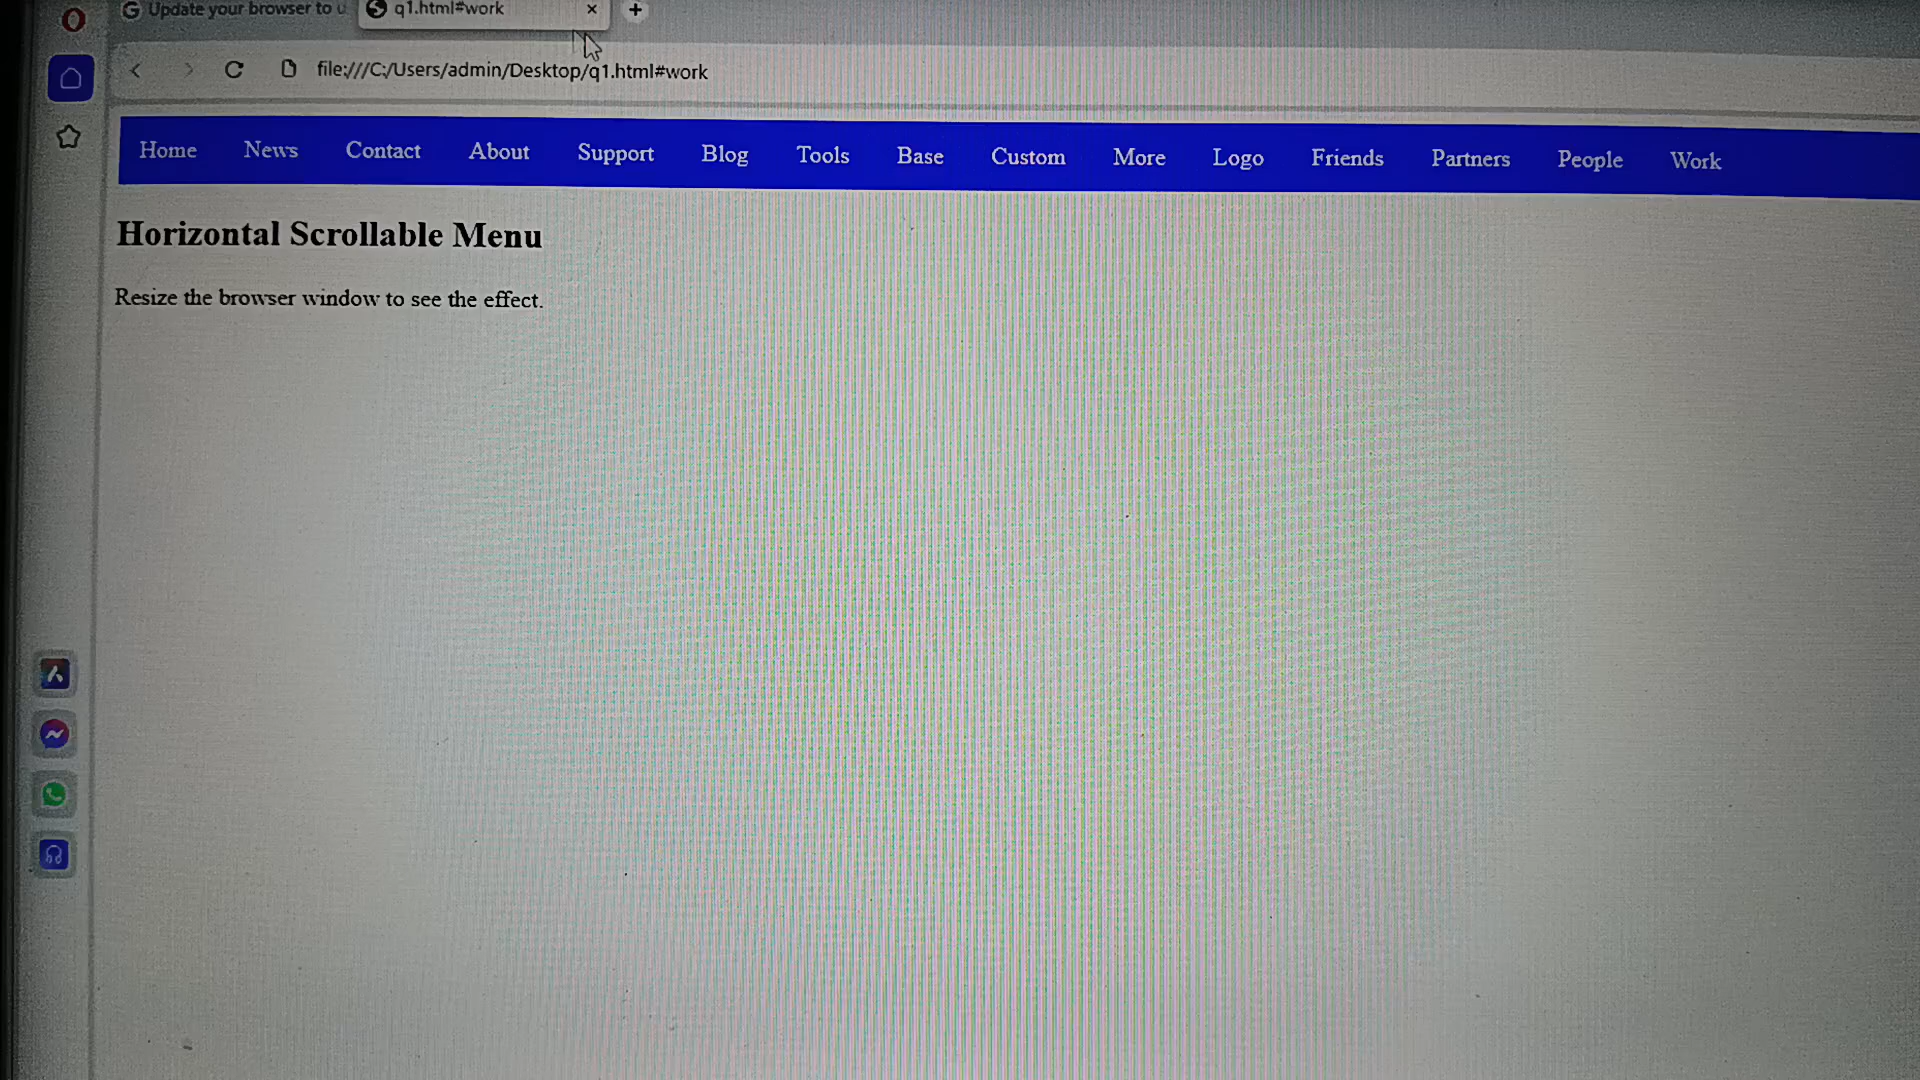 Update your browser to u
q1.html#work
file:///C:/Users/admin/Desktop/q1.html#work
Home News Contact About Support Blog Tools Base Custom More Logo Friends Partners People Work
Horizontal Scrollable Menu
Resize the browser window to see the effect.